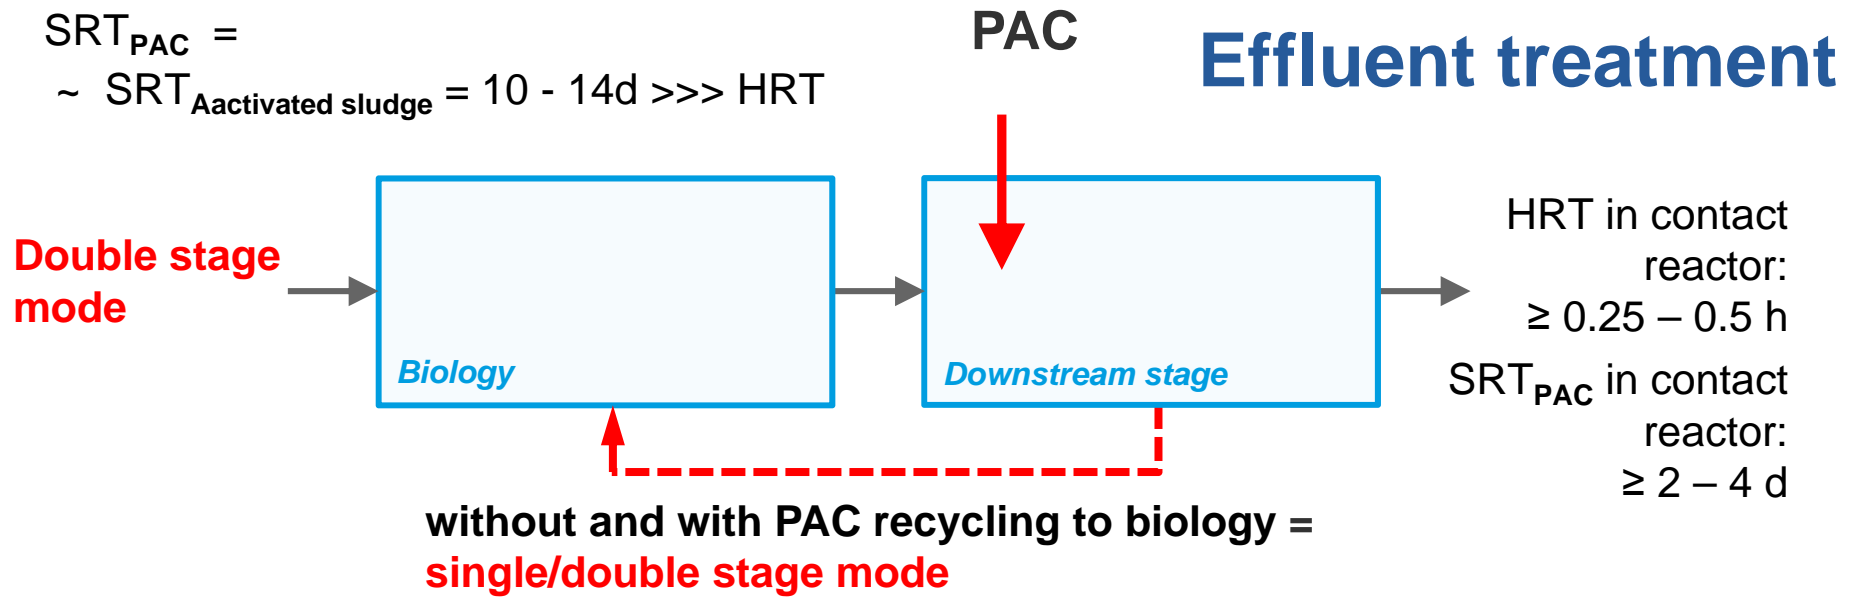 SRTPAC =
~ SRTAactivated sludge = 10 - 14d >>> HRT
PAC
Effluent treatment
Double stage
mode
Biology
Downstream stage
HRT in contact
reactor:
≥ 0.25 – 0.5 h
SRTPAC in contact
reactor:
≥ 2 – 4 d
without and with PAC recycling to biology =
single/double stage mode